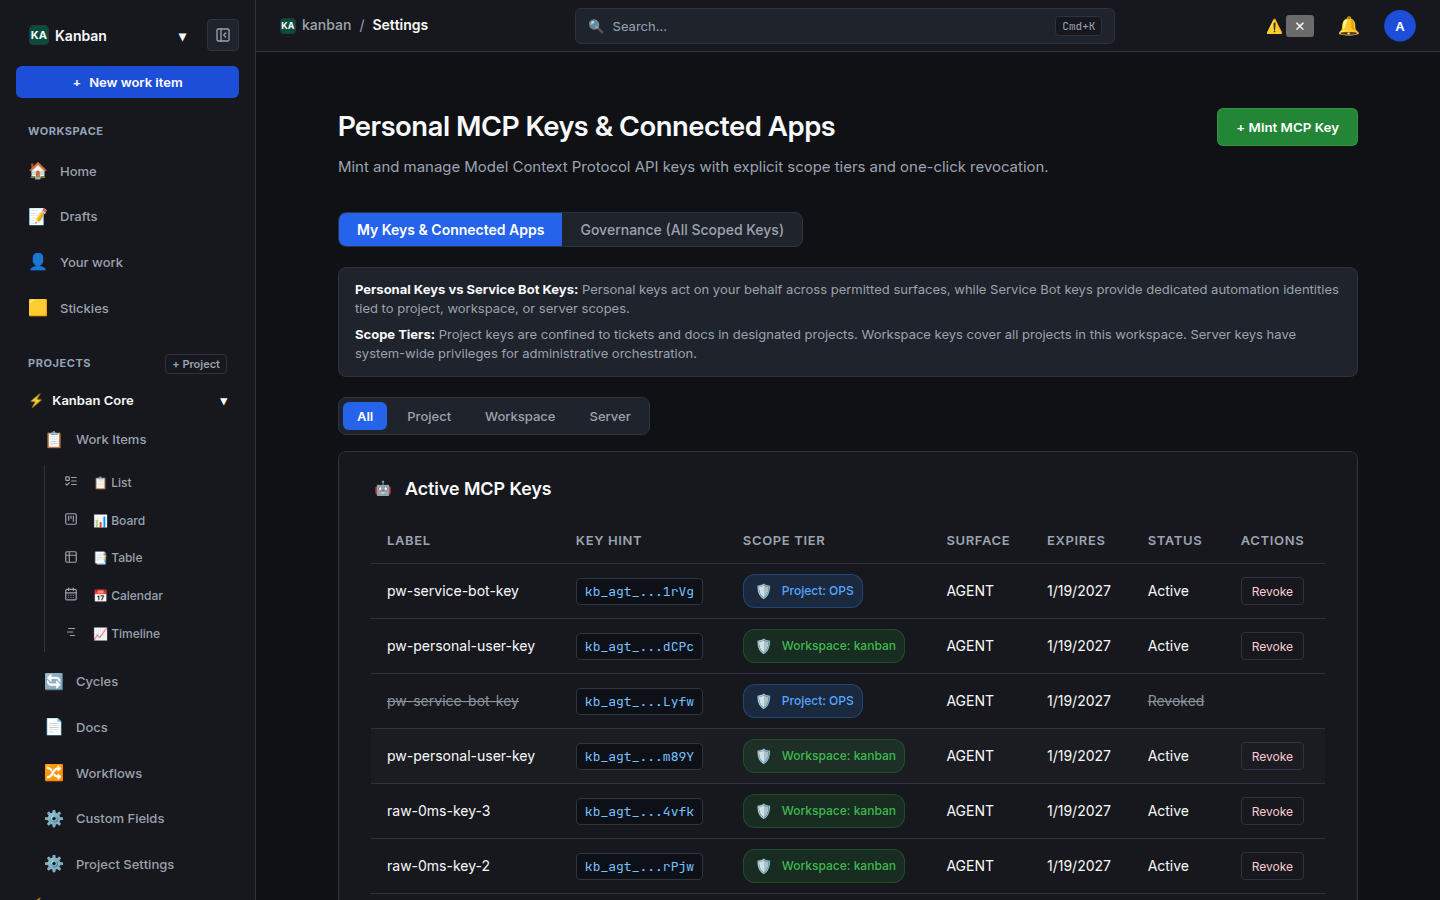 KA Kanban ▾
+ New work item
WORKSPACE
Home
Drafts
Your work
Stickies
PROJECTS + Project
Kanban Core ▾
Work Items
List
Board
Table
Calendar
Timeline
Cycles
Docs
Workflows
Custom Fields
Project Settings
KA kanban / Settings
Search... Cmd+K
A
Personal MCP Keys & Connected Apps
+ Mint MCP Key
Mint and manage Model Context Protocol API keys with explicit scope tiers and one-click revocation.
My Keys & Connected Apps Governance (All Scoped Keys)
Personal Keys vs Service Bot Keys: Personal keys act on your behalf across permitted surfaces, while Service Bot keys provide dedicated automation identities
tied to project, workspace, or server scopes.
Scope Tiers: Project keys are confined to tickets and docs in designated projects. Workspace keys cover all projects in this workspace. Server keys have
system-wide privileges for administrative orchestration.
All Project Workspace Server
Active MCP Keys
LABEL KEY HINT SCOPE TIER SURFACE EXPIRES STATUS ACTIONS
pw-service-bot-key kb_agt_...1rVg Project: OPS AGENT 1/19/2027 Active Revoke
pw-personal-user-key kb_agt_...dCPc Workspace: kanban AGENT 1/19/2027 Active Revoke
pw-service-bot-key kb_agt_...Lyfw Project: OPS AGENT 1/19/2027 Revoked
pw-personal-user-key kb_agt_...m89Y Workspace: kanban AGENT 1/19/2027 Active Revoke
raw-0ms-key-3 kb_agt_...4vfk Workspace: kanban AGENT 1/19/2027 Active Revoke
raw-0ms-key-2 kb_agt_...rPjw Workspace: kanban AGENT 1/19/2027 Active Revoke